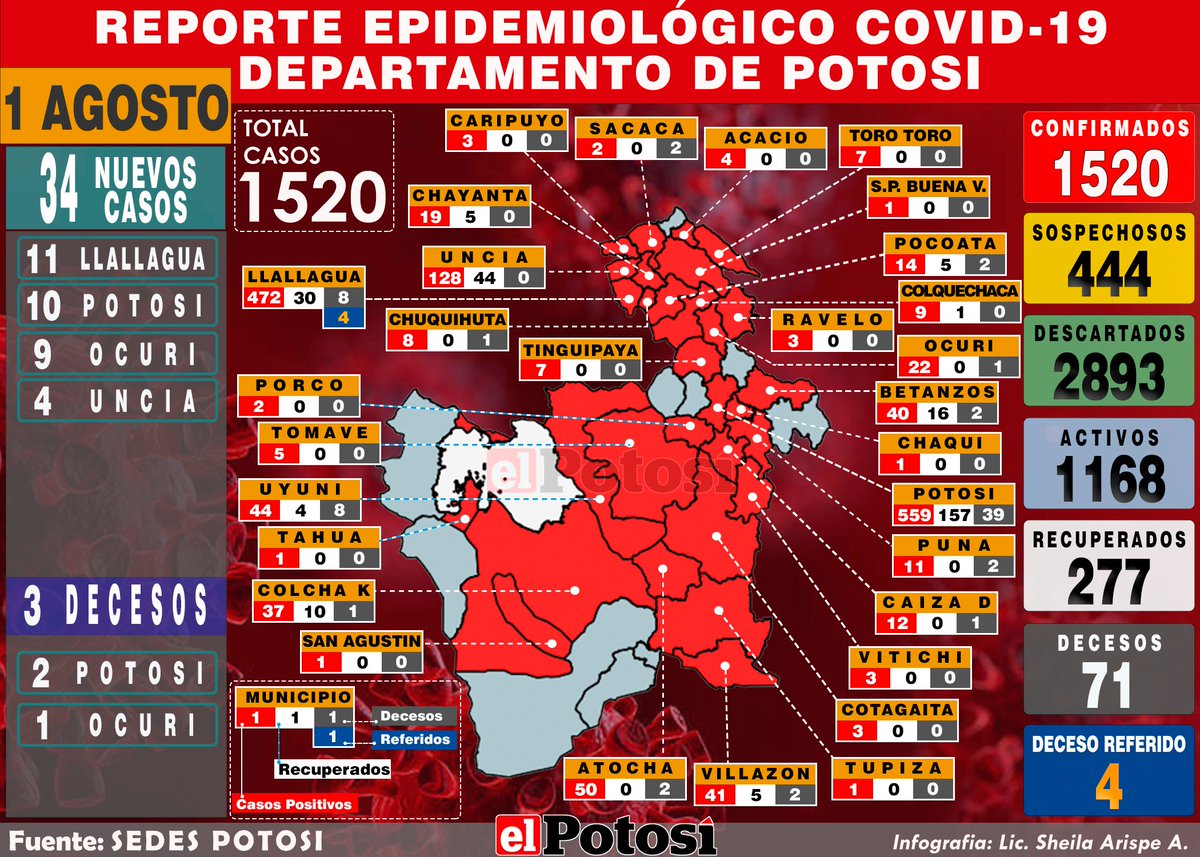 REPORTE EPIDEMIOLÓGICO COVID-19
DEPARTAMENTO DE POTOSI
1 AGOSTO
34 NUEVOS CASOS
11 LLALLAGUA
10 POTOSI
9 OCURI
4 UNCIA
3 DECESOS
2 POTOSI
1 OCURI
TOTAL
CASOS
1520
CARIPUYO
3 0 0
SACACA
2 0 2
ACACIO
4 0 0
TORO TORO
7 0 0
CHAYANTA
19 5 0
S.P. BUENA V.
1 0 0
UNCIA
128 44 0
POCOATA
14 5 2
LLALLAGUA
472 30 8
4
COLQUECHACA
9 1 0
CHUQUIHUTA
8 0 1
RAVELO
3 0 0
TINGUIPAYA
7 0 0
OCURI
22 0 1
PORCO
2 0 0
BETANZOS
40 16 2
TOMAVE
5 0 0
CHAQUI
1 0 0
UYUNI
44 4 8
POTOSI
559 157 39
TAHUA
1 0 0
PUNA
11 0 2
COLCHA K
37 10 1
CAIZA D
12 0 1
SAN AGUSTIN
1 0 0
VITICHI
3 0 0
COTAGAITA
3 0 0
ATOCHA
50 0 2
VILLAZON
41 5 2
TUPIZA
1 0 0
el Potosí
MUNICIPIO
1 1 1
1
Decesos
Referidos
Recuperados
Casos Positivos
CONFIRMADOS
1520
SOSPECHOSOS
444
DESCARTADOS
2893
ACTIVOS
1168
RECUPERADOS
277
DECESOS
71
DECESO REFERIDO
4
Fuente: SEDES POTOSI
el Potosí
Infografia: Lic. Sheila Arispe A.